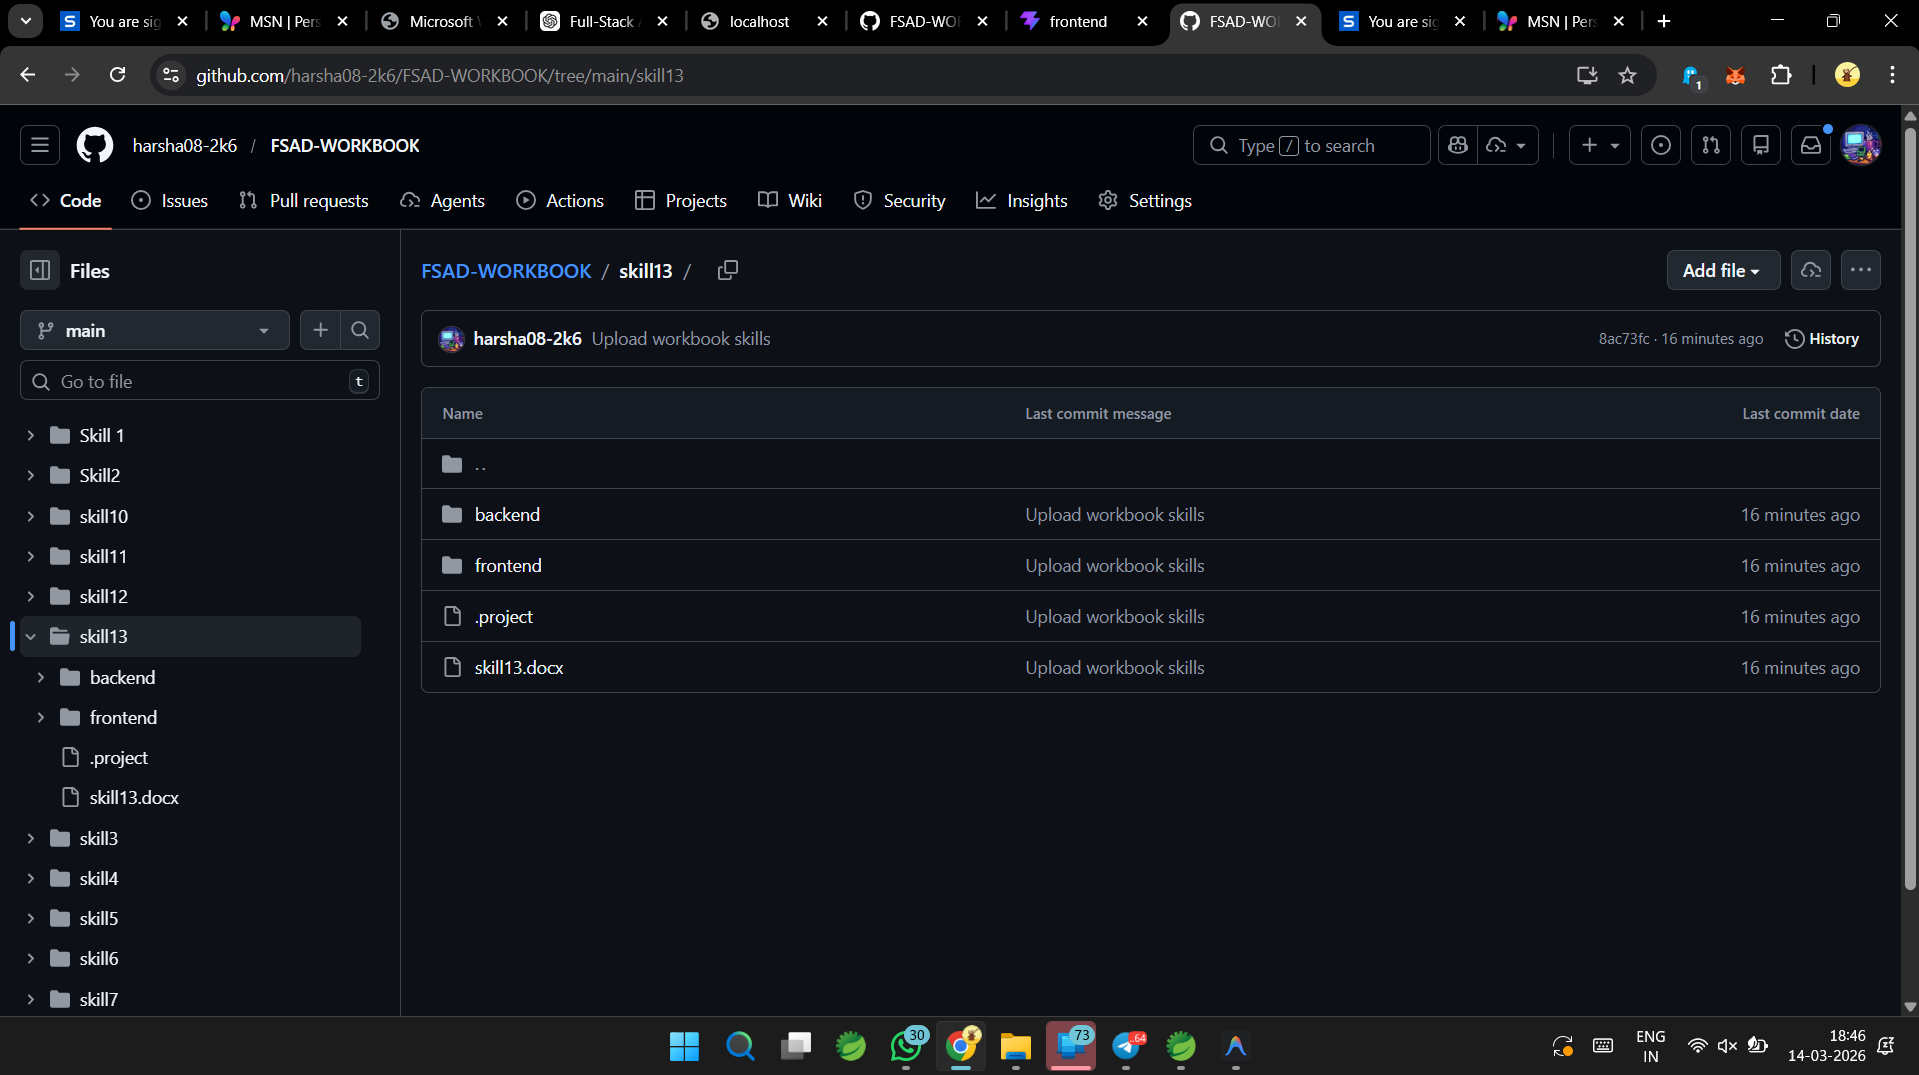 You are sig
MSN | Pers
Microsoft
Full-Stack
localhost
FSAD-WOR
frontend
FSAD-WO
You are sig
MSN | Pers
github.com/harsha08-2k6/FSAD-WORKBOOK/tree/main/skill13
1
harsha08-2k6 / FSAD-WORKBOOK
Type / to search
Code
Issues
Pull requests
Agents
Actions
Projects
Wiki
Security
Insights
Settings
Files
main
Go to file
t
Skill 1
Skill2
skill10
skill11
skill12
skill13
backend
frontend
.project
skill13.docx
skill3
skill4
skill5
skill6
skill7
FSAD-WORKBOOK / skill13 /
Add file
harsha08-2k6 Upload workbook skills
8ac73fc · 16 minutes ago
History
Name Last commit message Last commit date
..
backend Upload workbook skills 16 minutes ago
frontend Upload workbook skills 16 minutes ago
.project Upload workbook skills 16 minutes ago
skill13.docx Upload workbook skills 16 minutes ago
30
73
..64
ENG
IN
18:46
14-03-2026